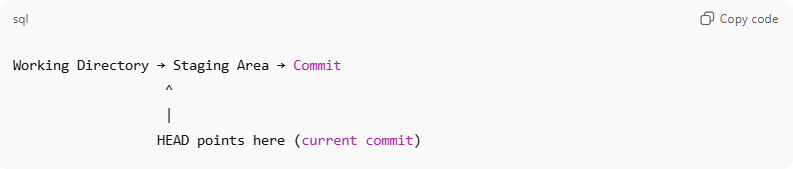 sql
Copy code
Working Directory → Staging Area → Commit
^
|
HEAD points here (current commit)